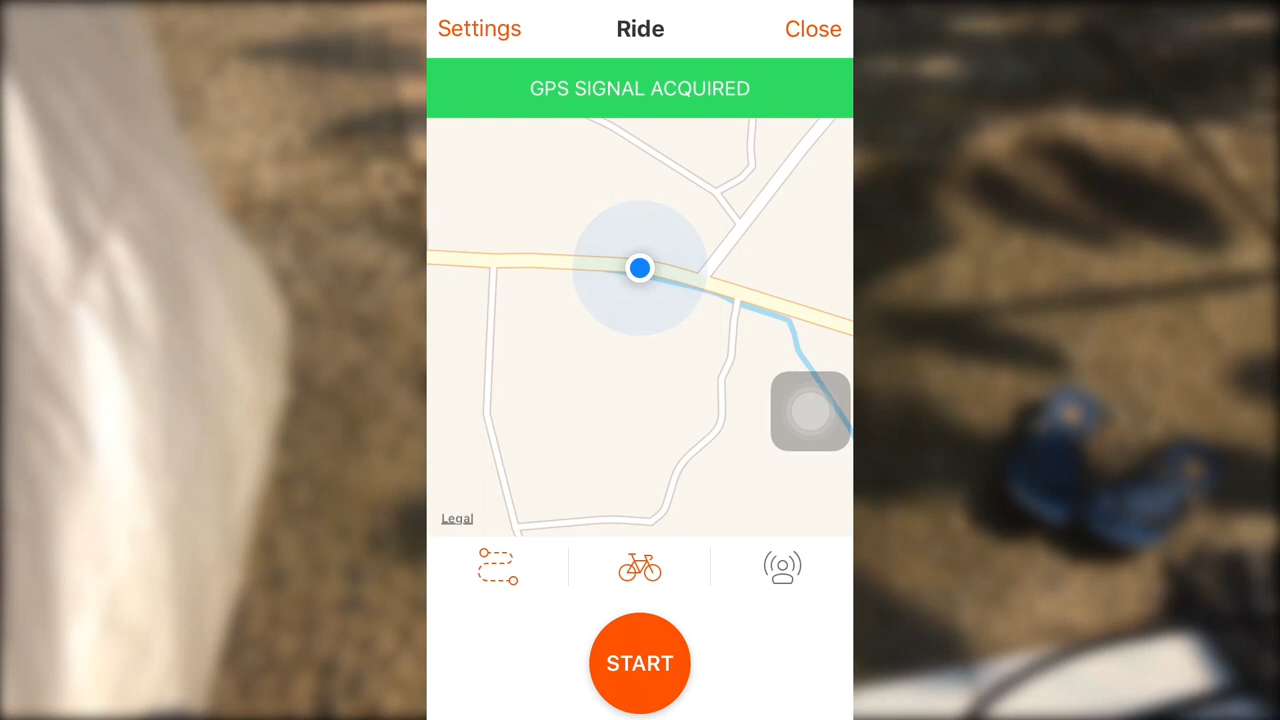 Settings
Ride
Close
GPS SIGNAL ACQUIRED
Legal
START